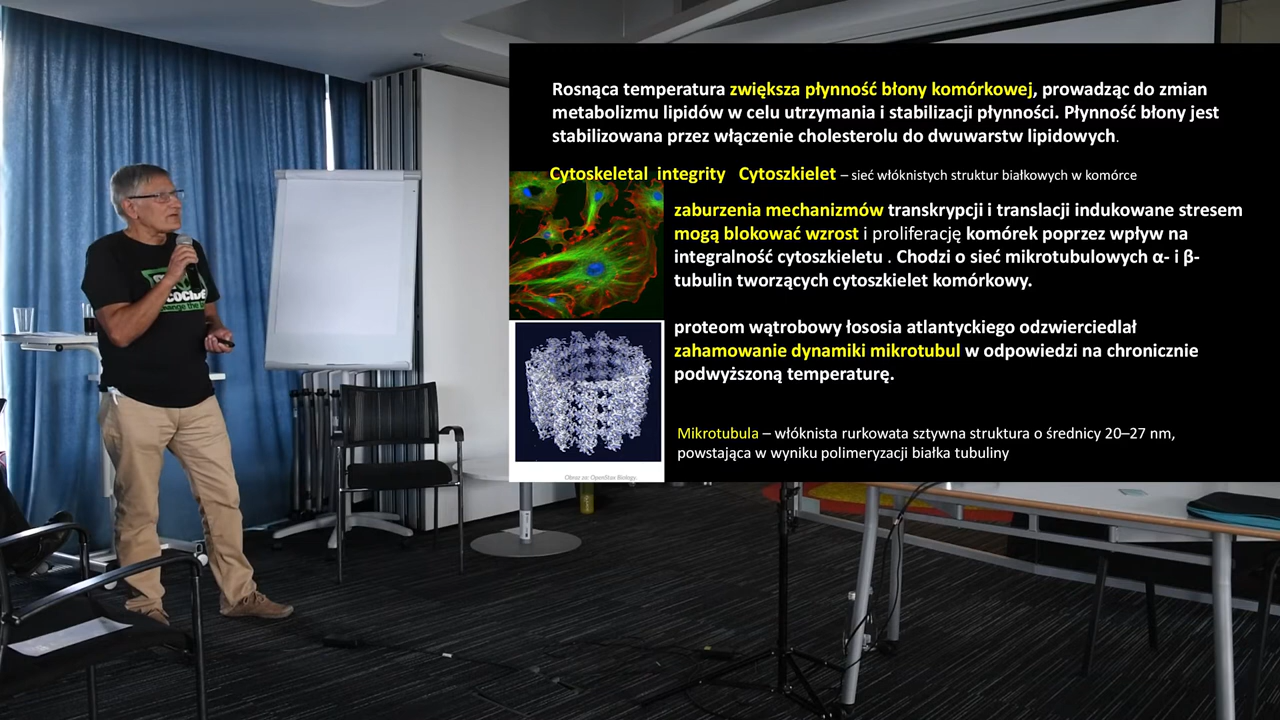 Rosnąca temperatura zwiększa płynność błony komórkowej, prowadząc do zmian
metabolizmu lipidów w celu utrzymania i stabilizacji płynności. Płynność błony jest
stabilizowana przez włączenie cholesterolu do dwuwarstw lipidowych.
Cytoskeletal integrity Cytoszkielet – sieć włóknistych struktur białkowych w komórce
zaburzenia mechanizmów transkrypcji i translacji indukowane stresem
mogą blokować wzrost i proliferację komórek poprzez wpływ na
integralność cytoszkieletu . Chodzi o sieć mikrotubulowych α- i β-
tubulin tworzących cytoszkielet komórkowy.
proteom wątrobowy łososia atlantyckiego odzwierciedlał
zahamowanie dynamiki mikrotubul w odpowiedzi na chronicznie
podwyższoną temperaturę.
Mikrotubula – włóknista rurkowata sztywna struktura o średnicy 20–27 nm,
powstająca w wyniku polimeryzacji białka tubuliny
Obraz za: OpenStax Biology.